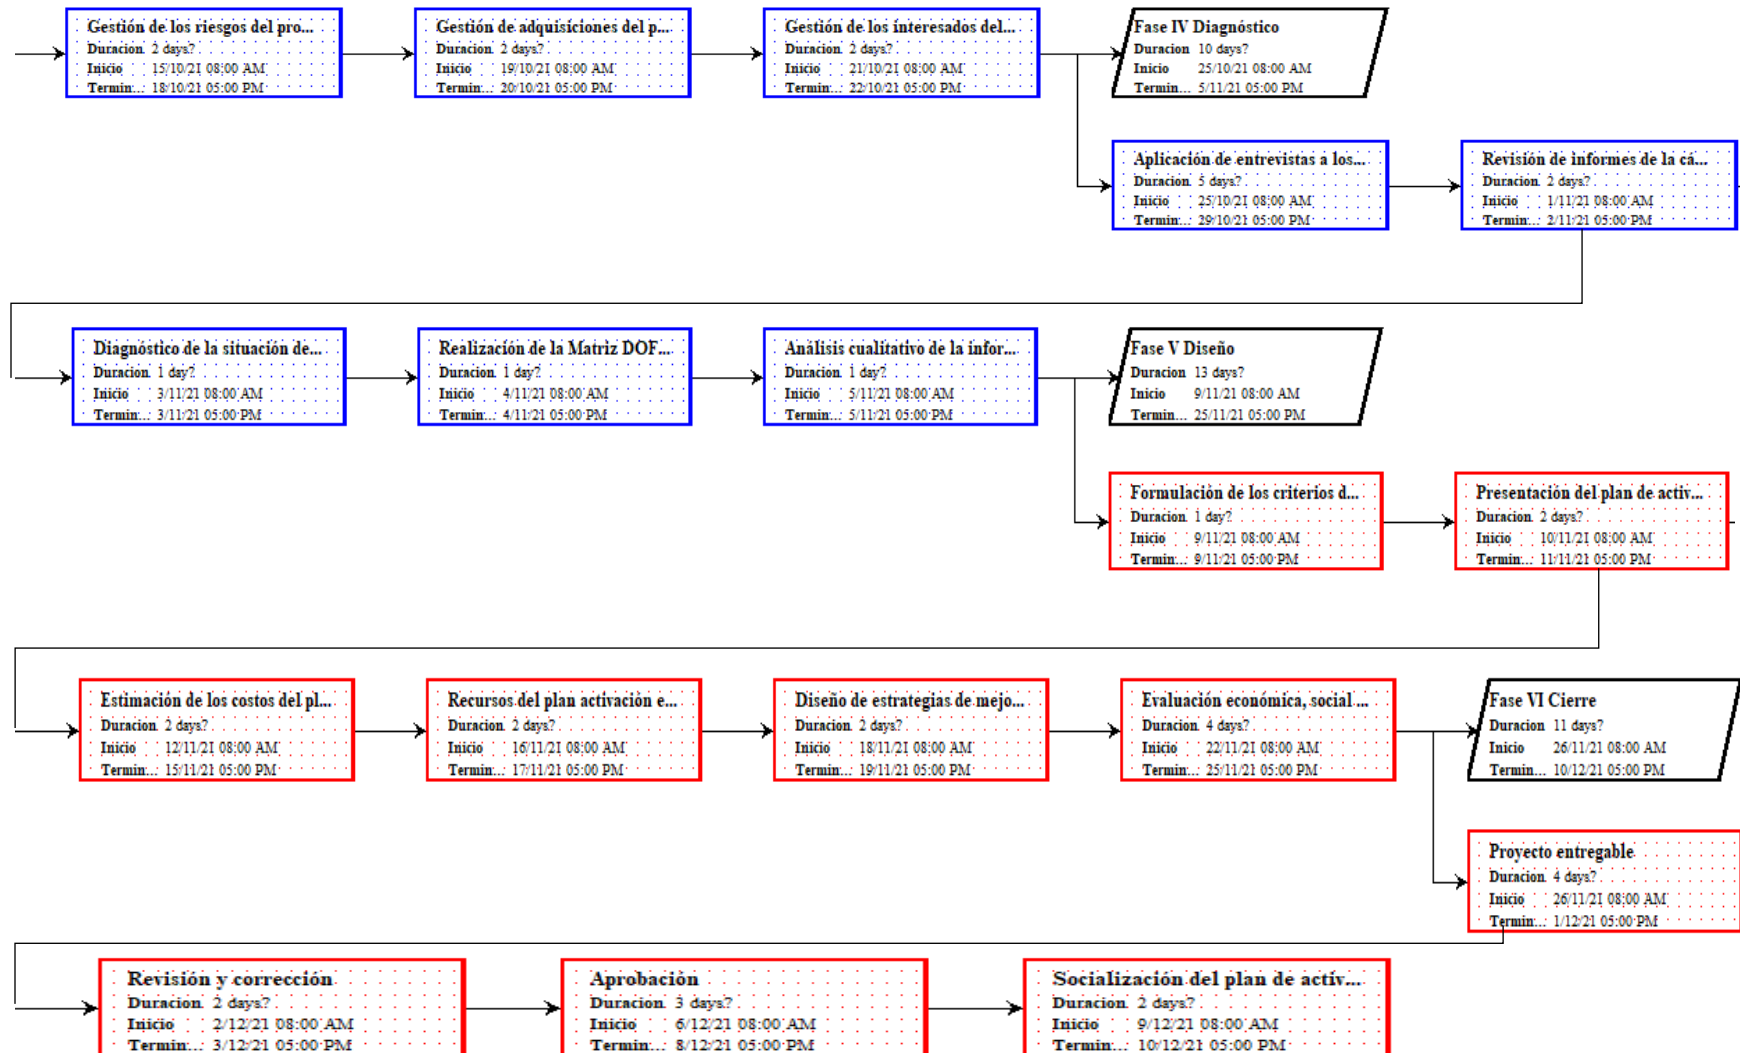 Gestión de los riesgos del pro...
Duracion 2 days?
Inicio 15/10/21 08:00 AM
Termin... 18/10/21 05:00 PM
Gestión de adquisiciones del p...
Duracion 2 days?
Inicio 19/10/21 08:00 AM
Termin... 20/10/21 05:00 PM
Gestión de los interesados del...
Duracion 2 days?
Inicio 21/10/21 08:00 AM
Termin... 22/10/21 05:00 PM
Fase IV Diagnóstico
Duracion 10 days?
Inicio 25/10/21 08:00 AM
Termin... 5/11/21 05:00 PM
Aplicación de entrevistas a los...
Duracion 5 days?
Inicio 25/10/21 08:00 AM
Termin... 29/10/21 05:00 PM
Revisión de informes de la cá...
Duracion 2 days?
Inicio 1/11/21 08:00 AM
Termin... 2/11/21 05:00 PM
Diagnóstico de la situación de...
Duracion 1 day?
Inicio 3/11/21 08:00 AM
Termin... 3/11/21 05:00 PM
Realización de la Matriz DOF...
Duracion 1 day?
Inicio 4/11/21 08:00 AM
Termin... 4/11/21 05:00 PM
Análisis cualitativo de la infor...
Duracion 1 day?
Inicio 5/11/21 08:00 AM
Termin... 5/11/21 05:00 PM
Fase V Diseño
Duracion 13 days?
Inicio 9/11/21 08:00 AM
Termin... 25/11/21 05:00 PM
Formulación de los criterios d...
Duracion 1 day?
Inicio 9/11/21 08:00 AM
Termin... 9/11/21 05:00 PM
Presentación del plan de activ...
Duracion 2 days?
Inicio 10/11/21 08:00 AM
Termin... 11/11/21 05:00 PM
Estimación de los costos del pl...
Duracion 2 days?
Inicio 12/11/21 08:00 AM
Termin... 15/11/21 05:00 PM
Recursos del plan activación e...
Duracion 2 days?
Inicio 16/11/21 08:00 AM
Termin... 17/11/21 05:00 PM
Diseño de estrategias de mejo...
Duracion 2 days?
Inicio 18/11/21 08:00 AM
Termin... 19/11/21 05:00 PM
Evaluación económica, social ...
Duracion 4 days?
Inicio 22/11/21 08:00 AM
Termin... 25/11/21 05:00 PM
Fase VI Cierre
Duracion 11 days?
Inicio 26/11/21 08:00 AM
Termin... 10/12/21 05:00 PM
Proyecto entregable
Duracion 4 days?
Inicio 26/11/21 08:00 AM
Termin... 1/12/21 05:00 PM
Revisión y corrección
Duracion 2 days?
Inicio 2/12/21 08:00 AM
Termin... 3/12/21 05:00 PM
Aprobación
Duracion 3 days?
Inicio 6/12/21 08:00 AM
Termin... 8/12/21 05:00 PM
Socialización del plan de activ...
Duracion 2 days?
Inicio 9/12/21 08:00 AM
Termin... 10/12/21 05:00 PM